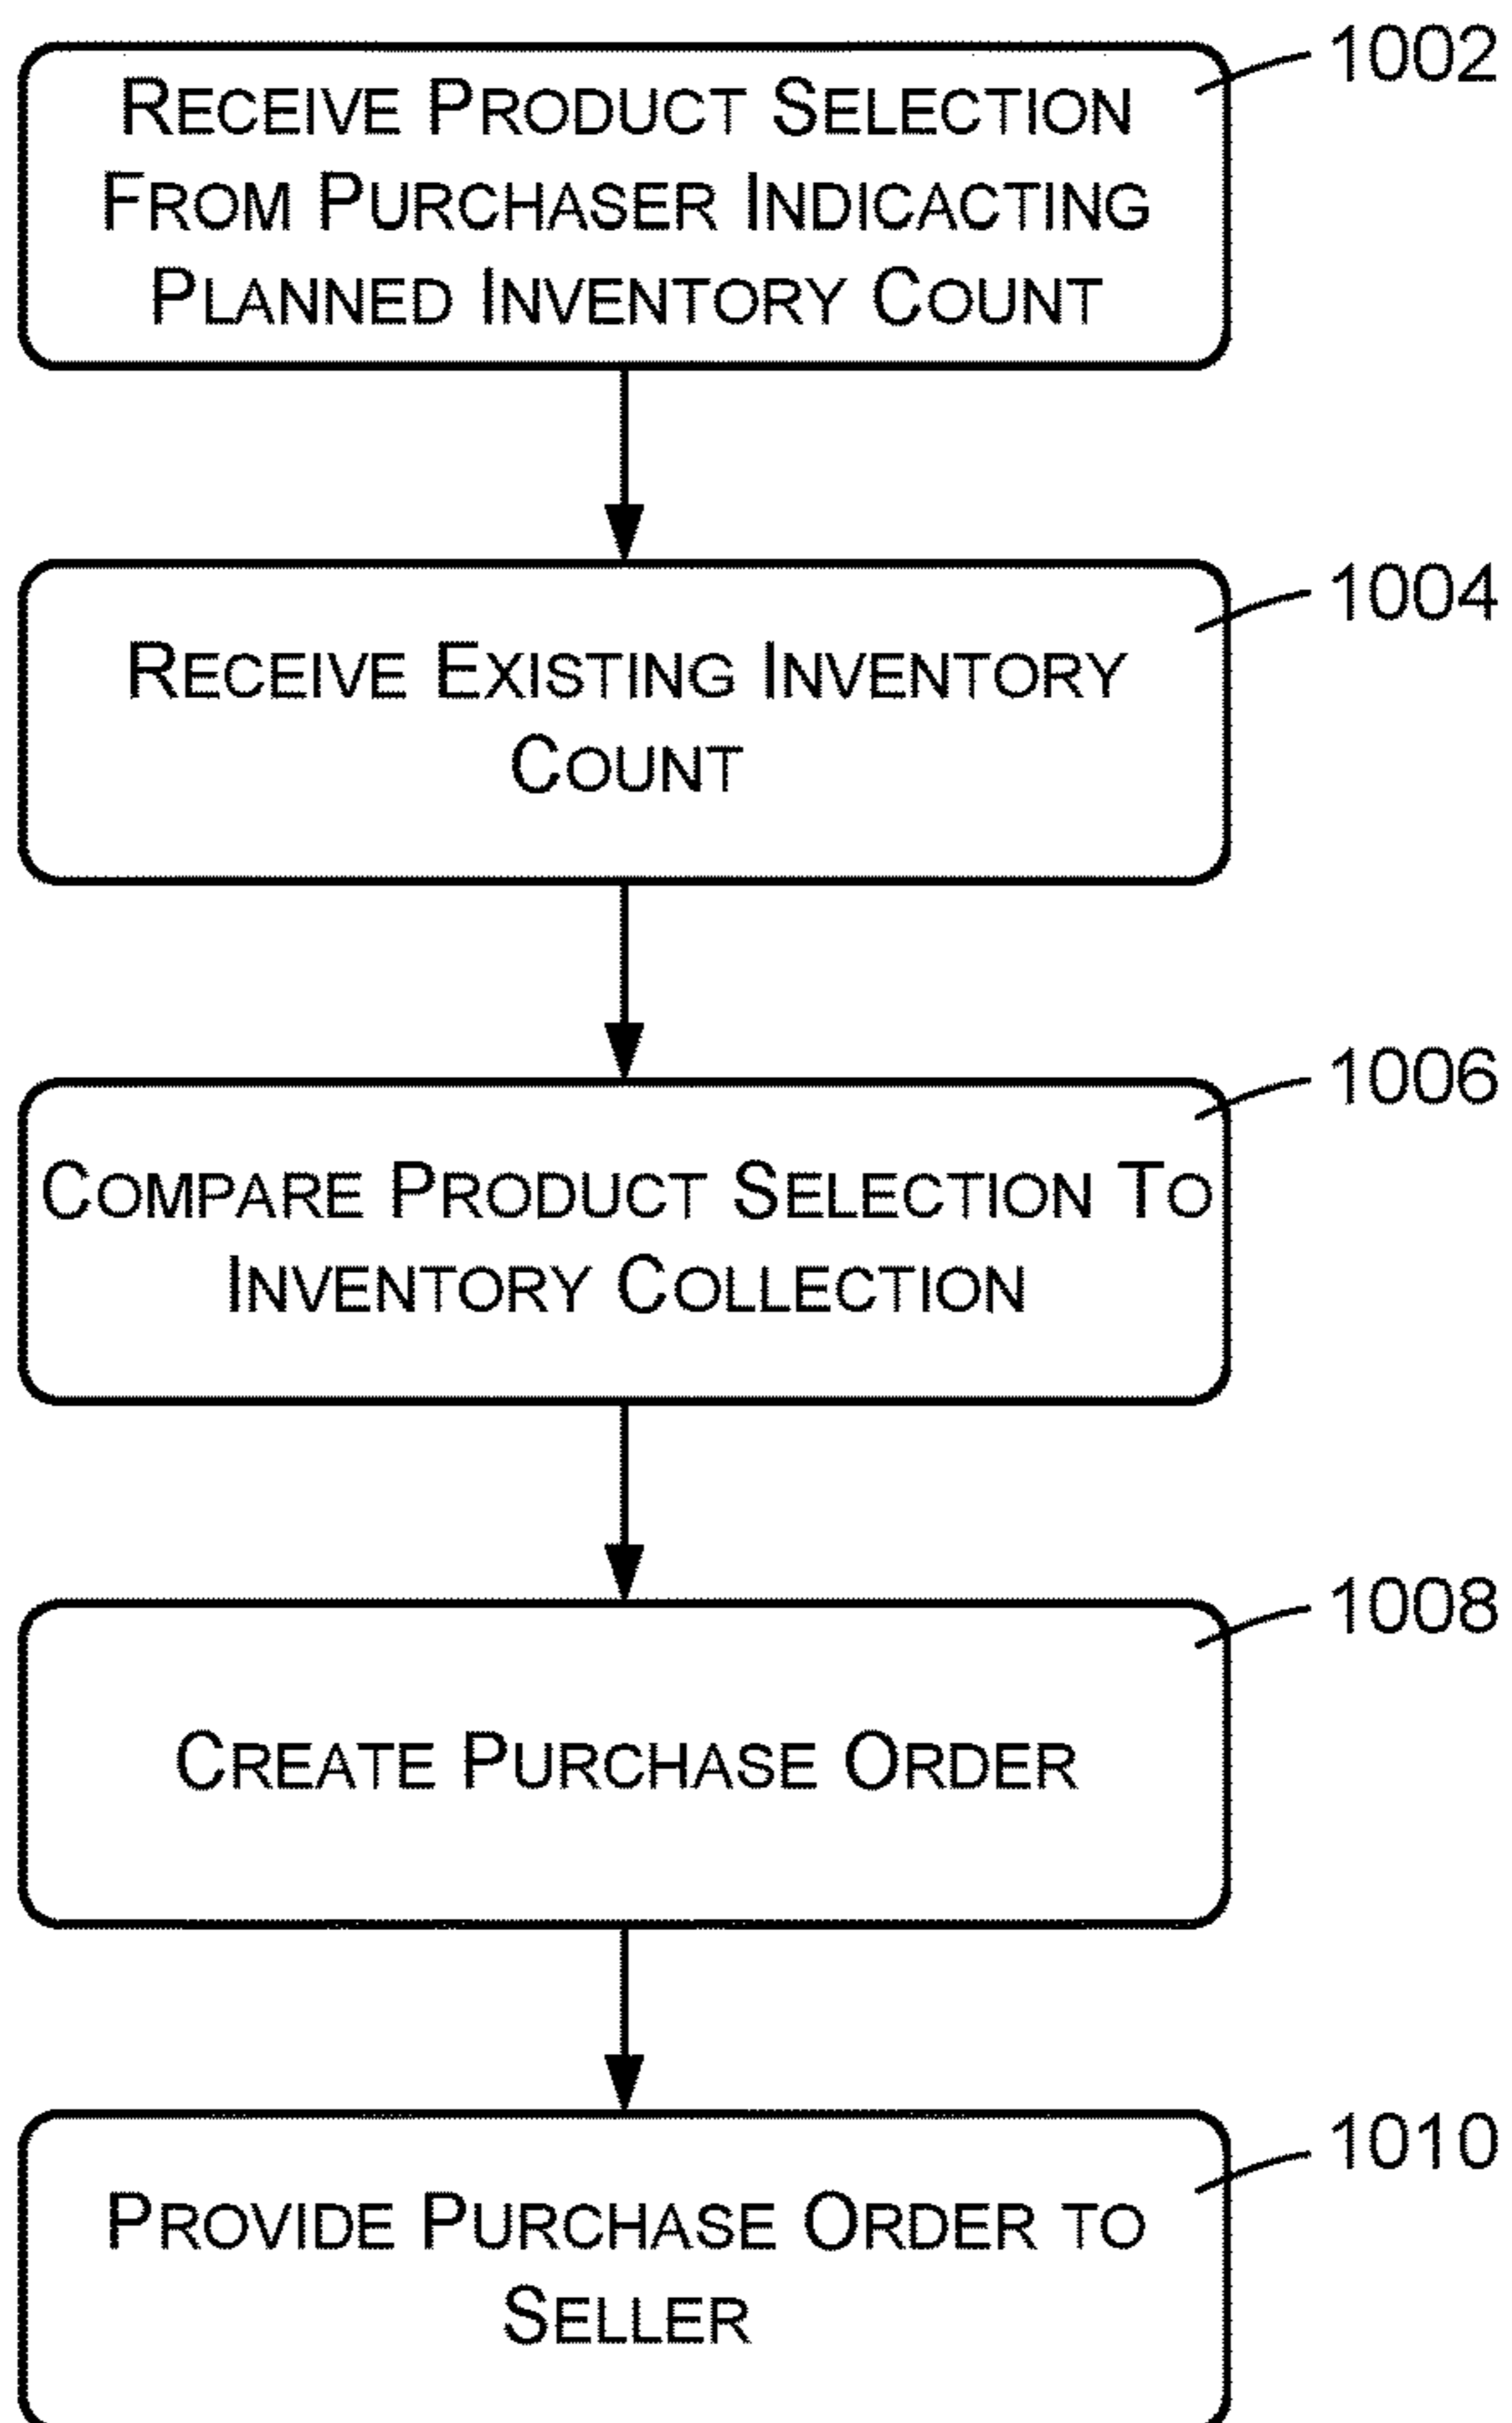 1002
RECEIVE PRODUCT SELECTION
FROM PURCHASER INDICACTING
PLANNED INVENTORY COUNT
1004
RECEIVE EXISTING INVENTORY
COUNT
1006
COMPARE PRODUCT SELECTION TO
INVENTORY COLLECTION
1008
CREATE PURCHASE ORDER
1010
PROVIDE PURCHASE ORDER TO
SELLER